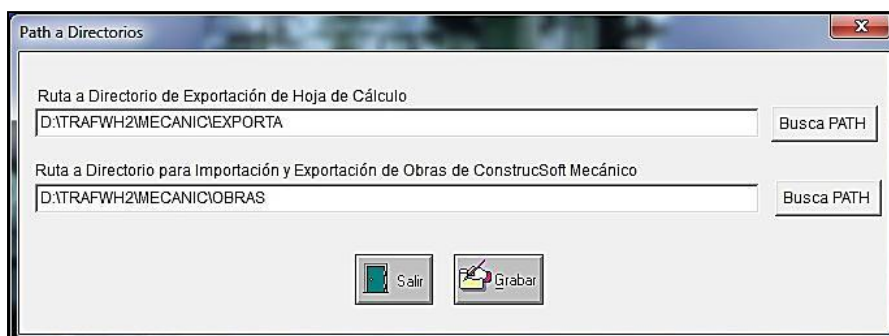 Path a Directorios
Ruta a Directorio de Exportación de Hoja de Cálculo
D:\TRAFWH2\MECANIC\EXPORTA
Busca PATH
Ruta a Directorio para Importación y Exportación de Obras de ConstrucSoft Mecánico
D:\TRAFWH2\MECANIC\OBRAS
Busca PATH
Salir
Grabar